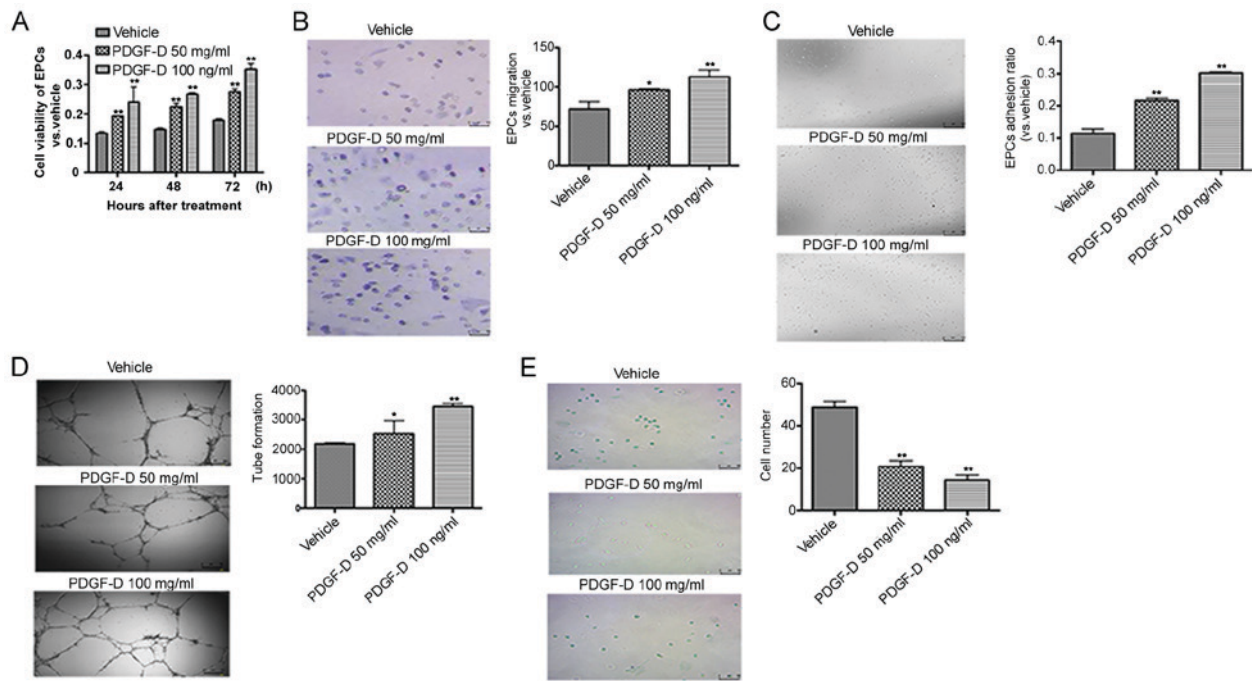 A
Vehicle
PDGF-D 50 mg/ml
PDGF-D 100 ng/ml
Cell viability of EPCs
vs.vehicle
0.4
0.3
0.2
0.1
0
**
**
**
**
**
**
24
48
72
(h)
Hours after treatment
B
Vehicle
PDGF-D 50 mg/ml
PDGF-D 100 mg/ml
EPCs migration
vs.vehicle
150
100
50
0
*
**
Vehicle
PDGF-D 50 mg/ml
PDGF-D 100 ng/ml
C
Vehicle
PDGF-D 50 mg/ml
PDGF-D 100 mg/ml
EPCs adhesion ratio
(vs.vehicle)
0.4
0.3
0.2
0.1
0.0
**
**
Vehicle
PDGF-D 50 mg/ml
PDGF-D 100 ng/ml
D
Vehicle
PDGF-D 50 mg/ml
PDGF-D 100 mg/ml
Tube formation
4000
3000
2000
1000
0
*
**
Vehicle
PDGF-D 50 mg/ml
PDGF-D 100 ng/ml
E
Vehicle
PDGF-D 50 mg/ml
PDGF-D 100 mg/ml
Cell number
60
40
20
0
**
**
Vehicle
PDGF-D 50 mg/ml
PDGF-D 100 ng/ml